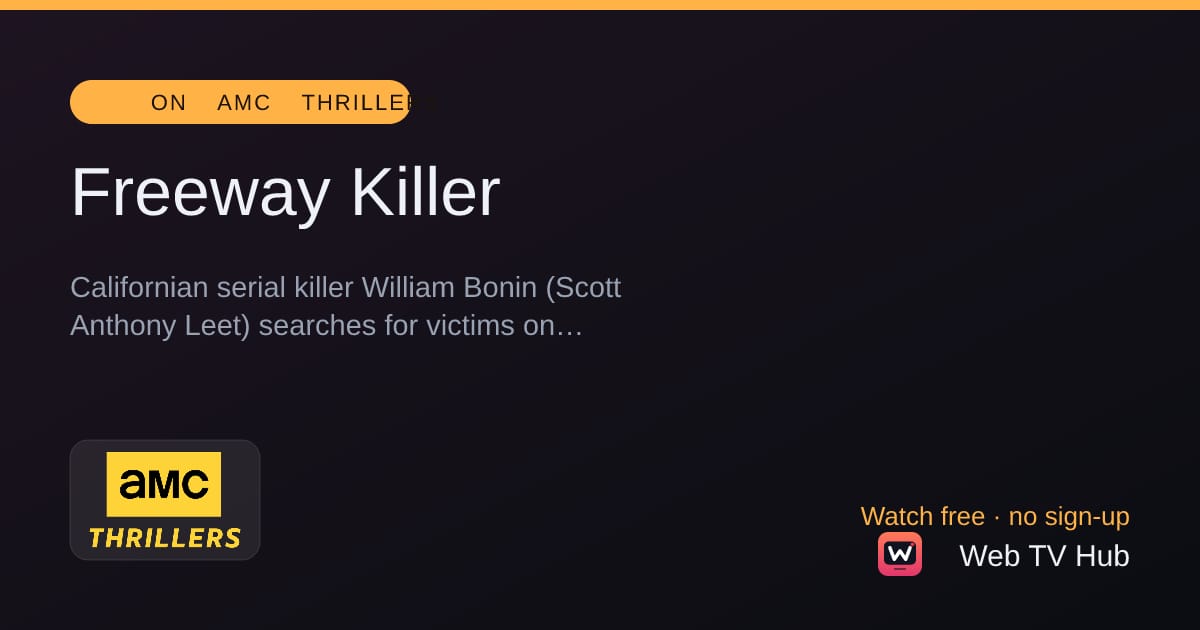 ON AMC THRILLER
Freeway Killer
Californian serial killer William Bonin (Scott
Anthony Leet) searches for victims on…
aMC
THRILLERS
Watch free · no sign-up
W
Web TV Hub